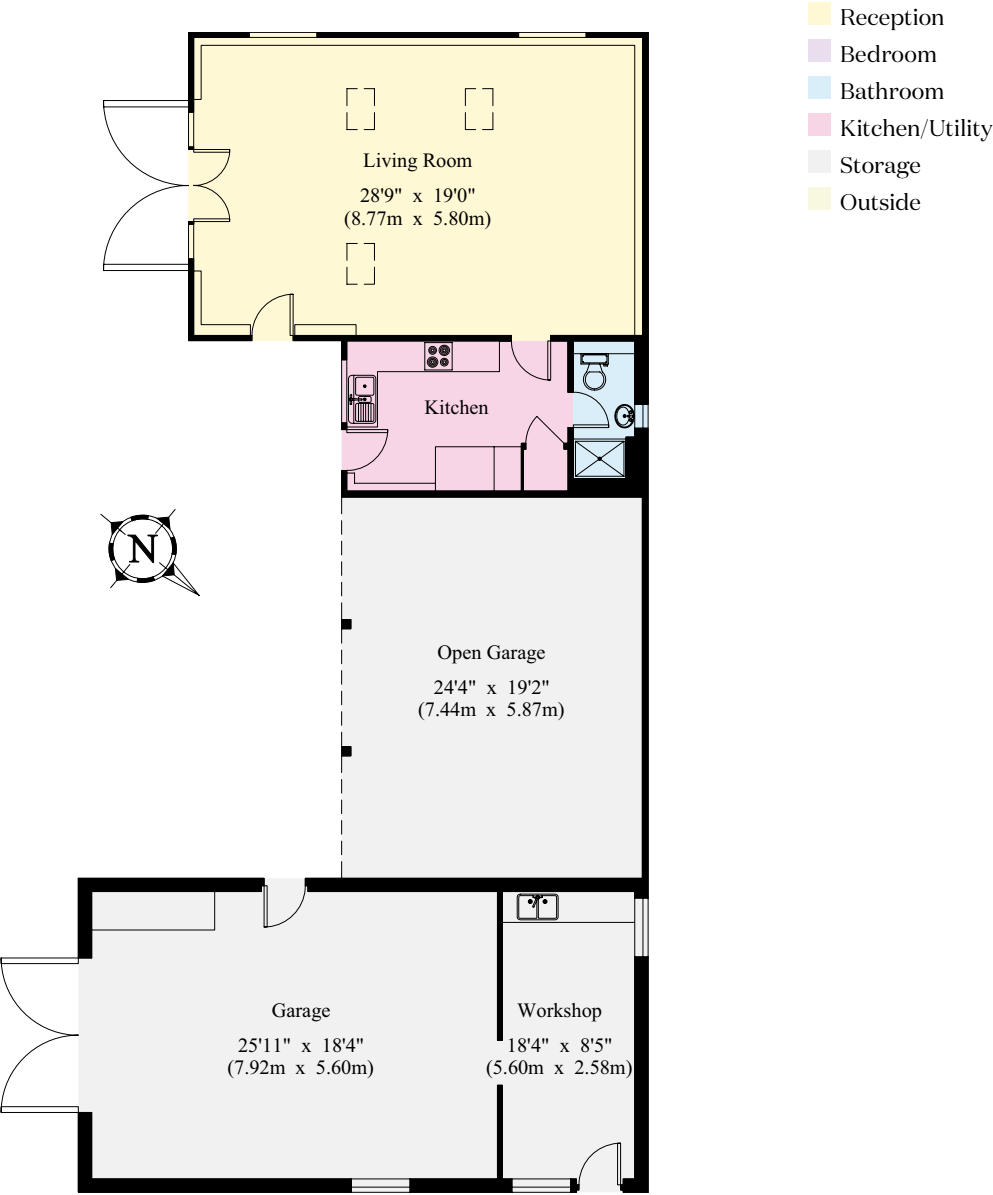 Reception
Bedroom
Bathroom
Kitchen/Utility
Storage
Outside
Living Room
28'9" x 19'0"
(8.77m x 5.80m)
Kitchen
N
Open Garage
24'4" x 19'2"
(7.44m x 5.87m)
Garage
25'11" x 18'4"
(7.92m x 5.60m)
Workshop
18'4" x 8'5"
(5.60m x 2.58m)